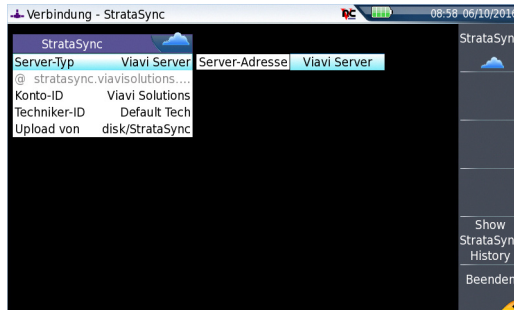 Verbindung - StrataSync
08:58 06/10/2016
StrataSync
Server-Typ Viavi Server
Server-Adresse Viavi Server
@ stratasync.viavisolutions....
Konto-ID Viavi Solutions
Techniker-ID Default Tech
Upload von disk/StrataSync
StrataSyn
Show
StrataSyn
History
Beenden